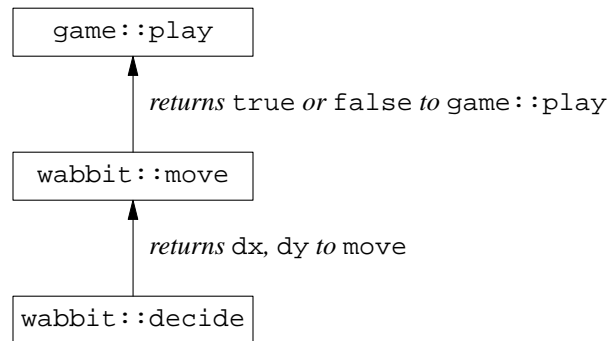 game::play
returns true or false to game::play
wabbit::move
returns dx, dy to move
wabbit::decide